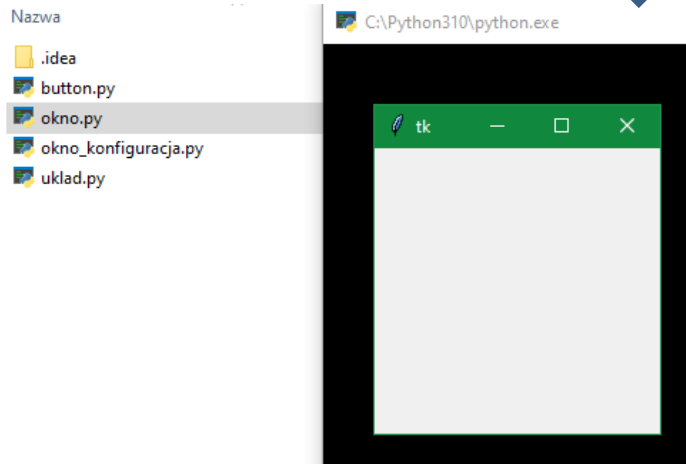 Nazwa
.idea
button.py
okno.py
okno_konfiguracja.py
uklad.py
C:\Python310\python.exe
tk